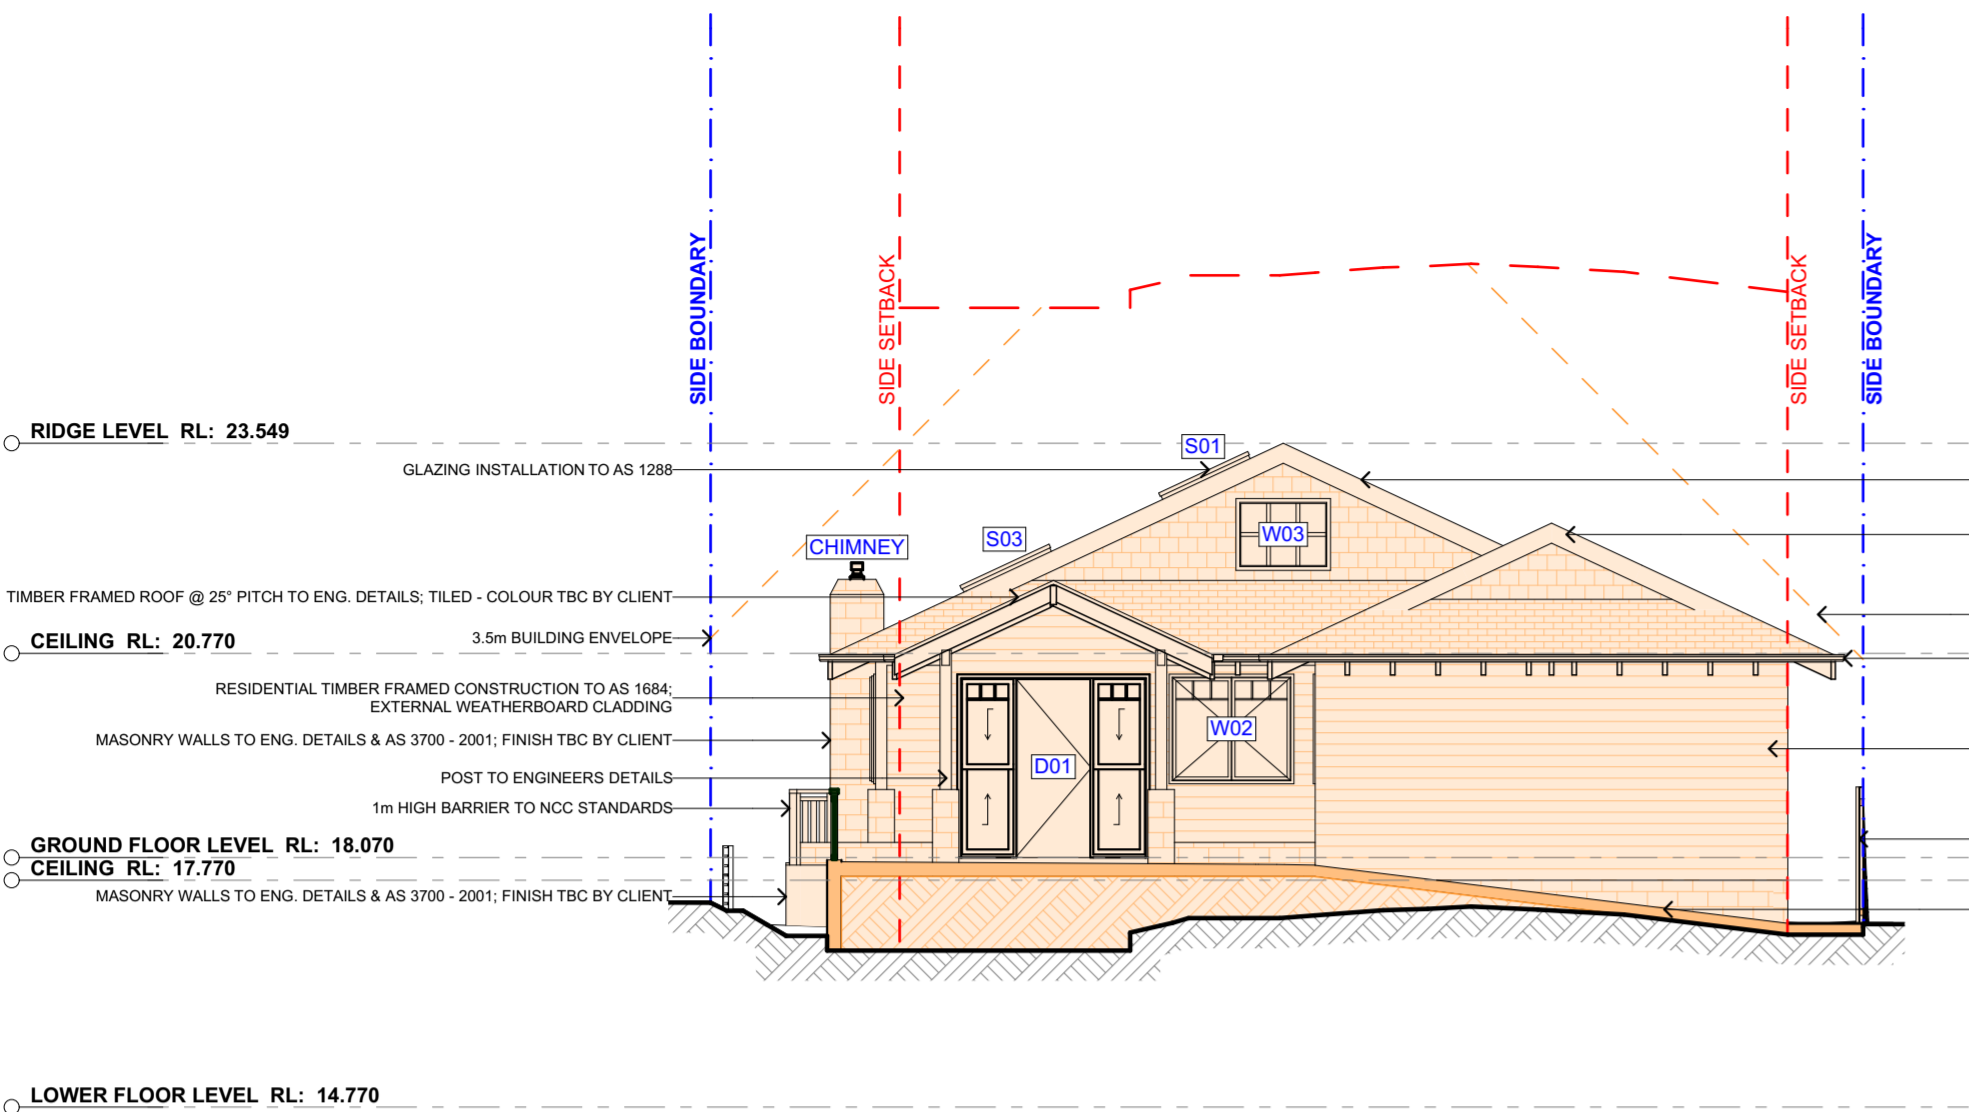 SIDE BOUNDARY
SIDE SETBACK
SIDE SETBACK
SIDE BOUNDARY
RIDGE LEVEL RL: 23.549
S01
GLAZING INSTALLATION TO AS 1288
W03
S03
CHIMNEY
TIMBER FRAMED ROOF @ 25° PITCH TO ENG. DETAILS; TILED - COLOUR TBC BY CLIENT
3.5m BUILDING ENVELOPE
CEILING RL: 20.770
RESIDENTIAL TIMBER FRAMED CONSTRUCTION TO AS 1684;
EXTERNAL WEATHERBOARD CLADDING
W02
MASONRY WALLS TO ENG. DETAILS & AS 3700 - 2001; FINISH TBC BY CLIENT
D01
POST TO ENGINEERS DETAILS
1m HIGH BARRIER TO NCC STANDARDS
GROUND FLOOR LEVEL RL: 18.070
CEILING RL: 17.770
MASONRY WALLS TO ENG. DETAILS & AS 3700 - 2001; FINISH TBC BY CLIENT
LOWER FLOOR LEVEL RL: 14.770